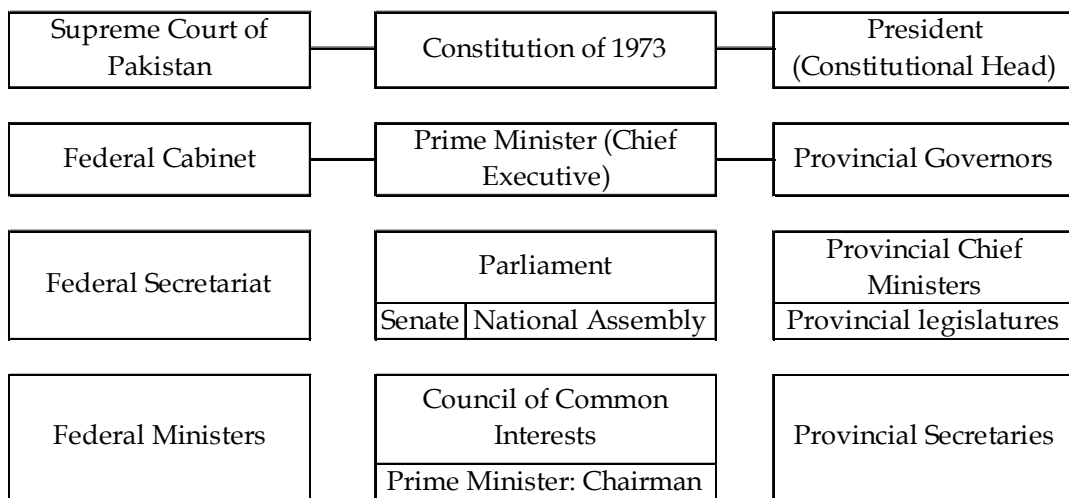 Supreme Court of
Pakistan
Constitution of 1973
President
(Constitutional Head)
Federal Cabinet
Prime Minister (Chief
Executive)
Provincial Governors
Federal Secretariat
Parliament
Senate
National Assembly
Provincial Chief
Ministers
Provincial legislatures
Federal Ministers
Council of Common
Interests
Prime Minister: Chairman
Provincial Secretaries